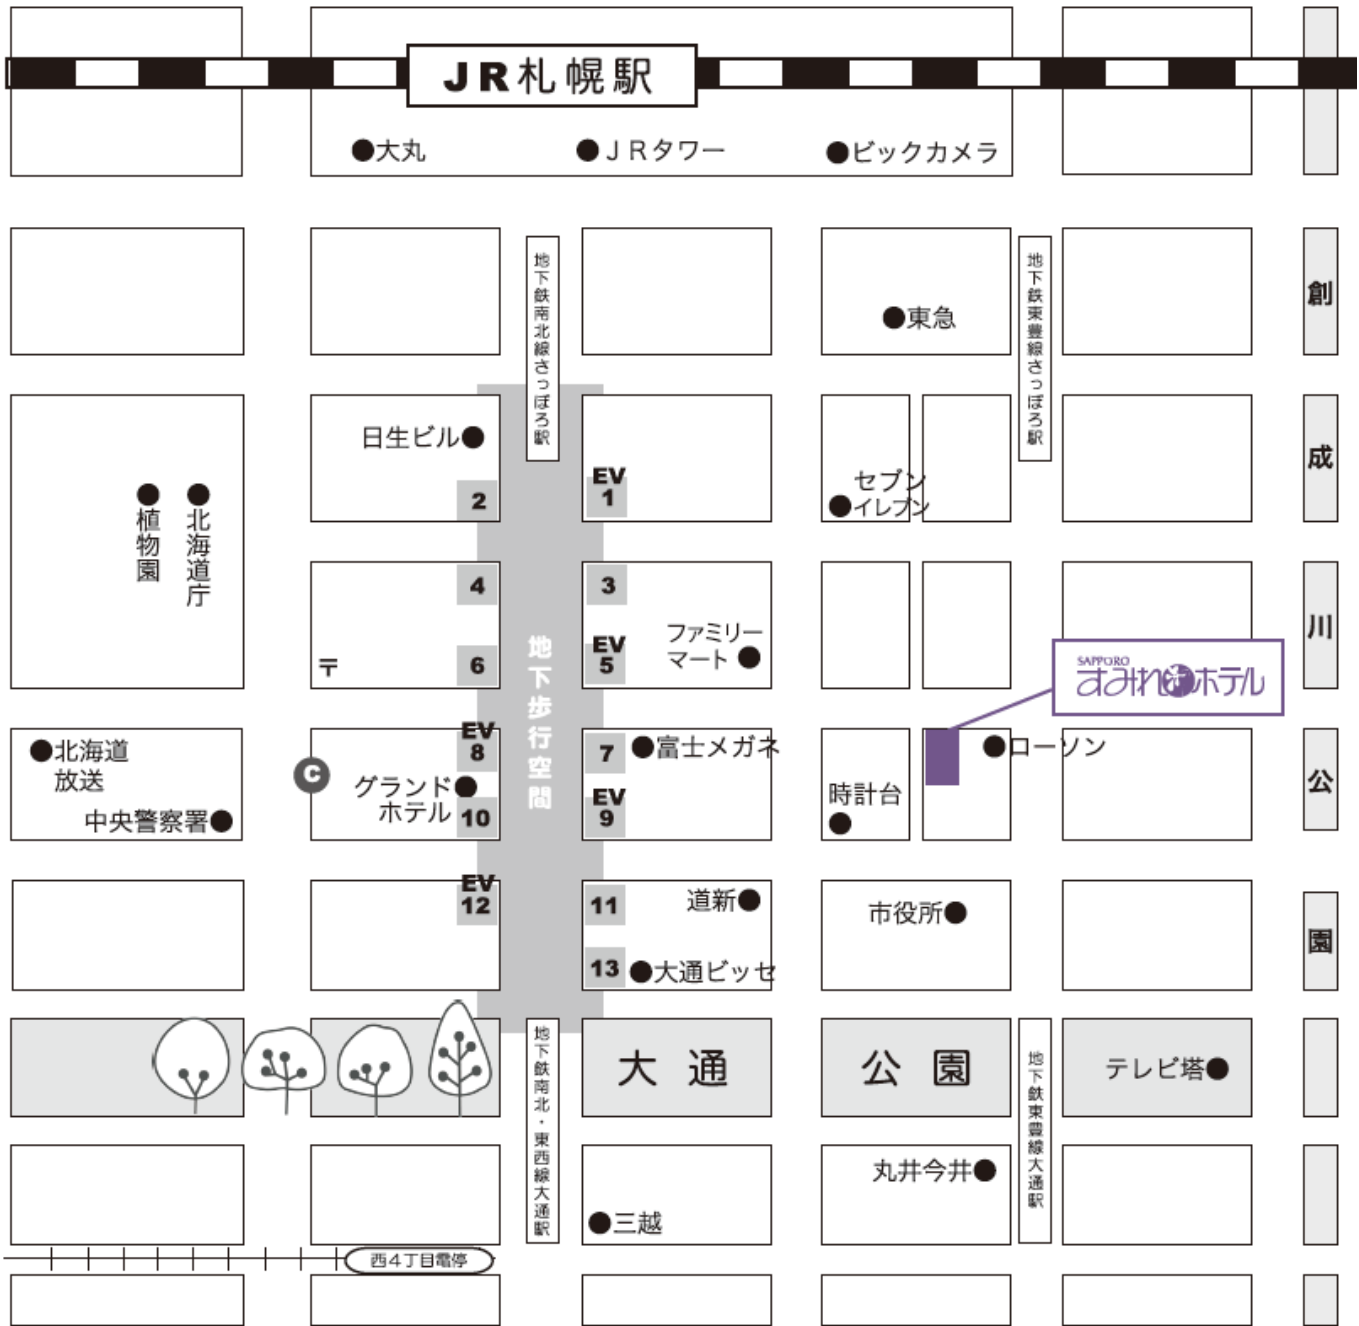 JR札幌駅
大丸
ＪＲタワー
ビックカメラ
地下鉄南北線さっぽろ駅
地下鉄東豊線さっぽろ駅
創成川公園
東急
日生ビル
EV
1
2
セブン
イレブン
植物園
北海道庁
4
3
〒
6
EV
5
ファミリー
マート
地下歩行空間
SAPPORO
すみれホテル
北海道
放送
中央警察署
C
EV
8
グランド
ホテル
10
7
富士メガネ
EV
9
時計台
ローソン
EV
12
11
道新
13
大通ビッセ
市役所
大通
公園
テレビ塔
地下鉄南北・東西線大通駅
地下鉄東豊線大通駅
丸井今井
三越
西4丁目電停